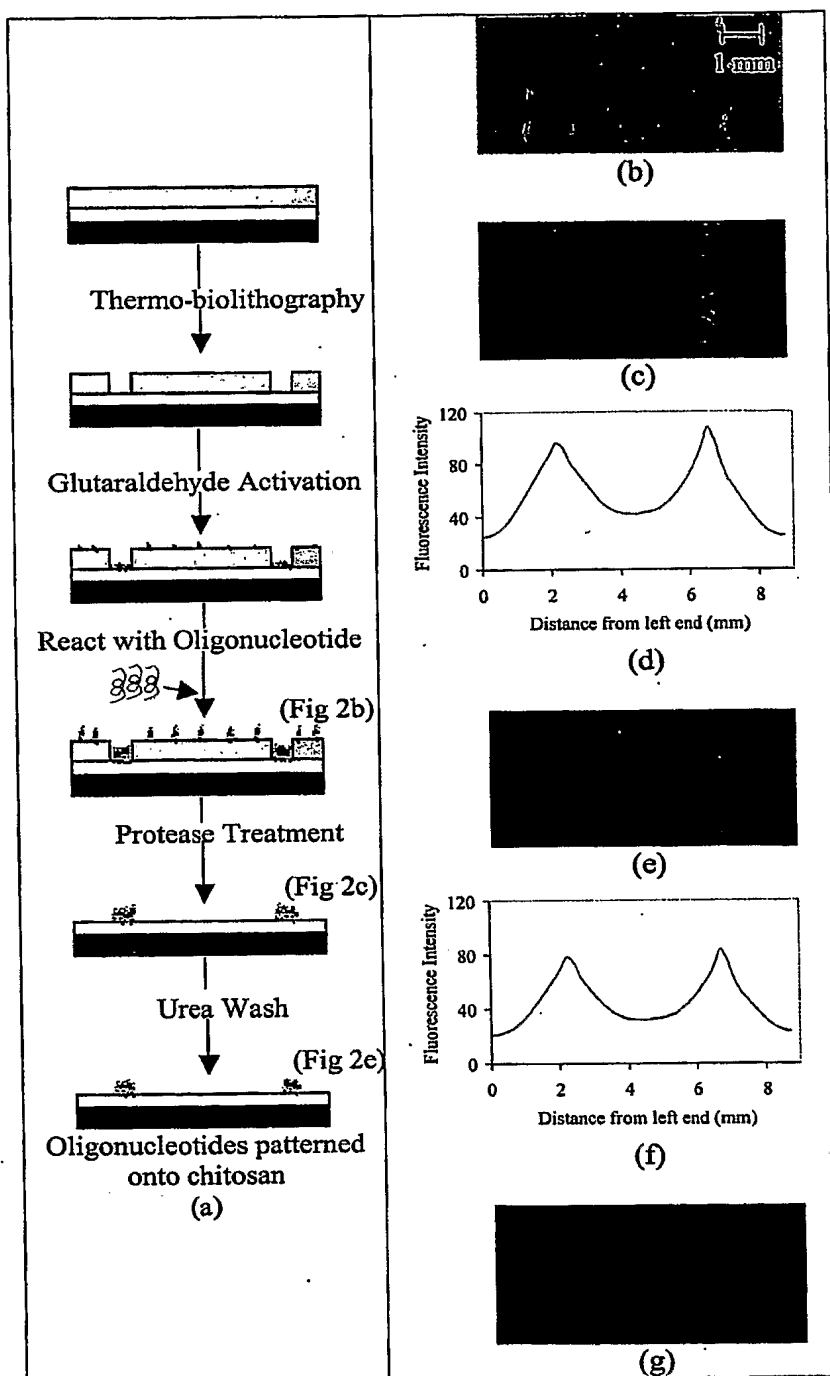 Thermo-biolithography
Glutaraldehyde Activation
React with Oligonucleotide
(Fig 2b)
Protease Treatment
(Fig 2c)
Urea Wash
(Fig 2e)
Oligonucleotides patterned
onto chitosan
(a)
1 mm
(b)
(c)
120
80
40
0
Fluorescence Intensity
0 2 4 6 8
Distance from left end (mm)
(d)
(e)
120
80
40
0
Fluorescence Intensity
0 2 4 6 8
Distance from left end (mm)
(f)
(g)